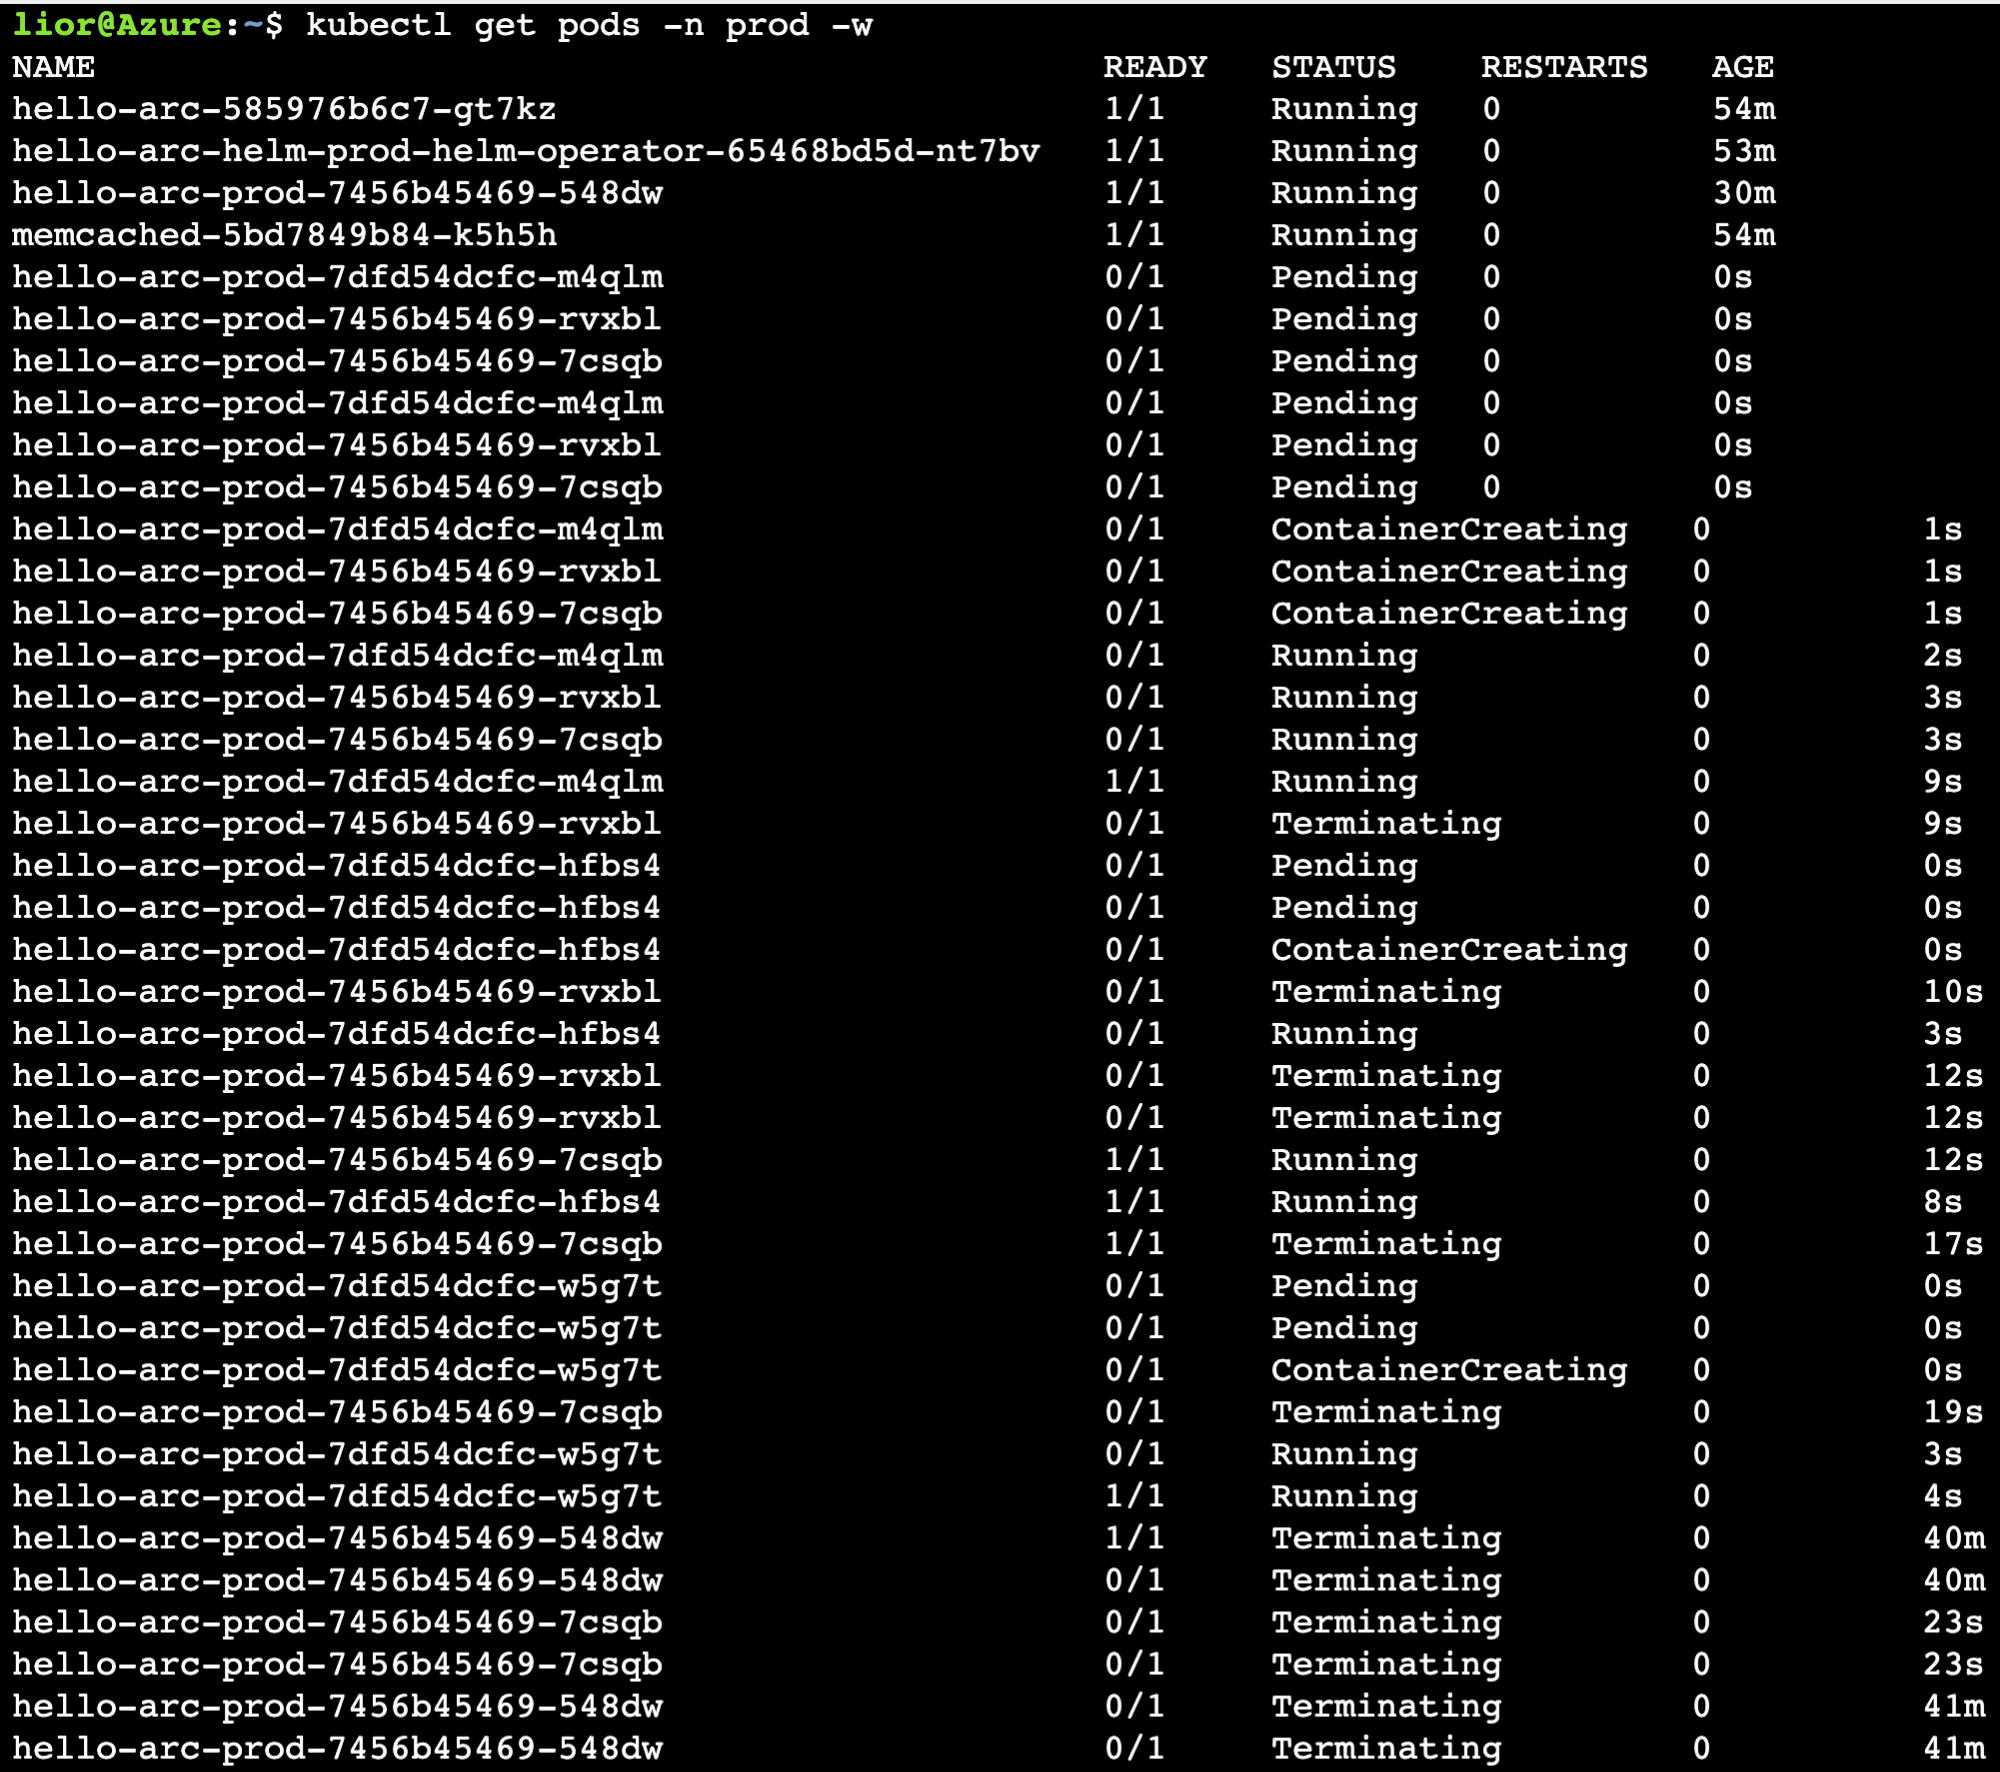 lior@Azure:~$ kubectl get pods -n prod -w
NAME READY STATUS RESTARTS AGE
hello-arc-585976b6c7-gt7kz 1/1 Running 0 54m
hello-arc-helm-prod-helm-operator-65468bd5d-nt7bv 1/1 Running 0 53m
hello-arc-prod-7456b45469-548dw 1/1 Running 0 30m
memcached-5bd7849b84-k5h5h 1/1 Running 0 54m
hello-arc-prod-7dfd54dcfc-m4qlm 0/1 Pending 0 0s
hello-arc-prod-7456b45469-rvxbl 0/1 Pending 0 0s
hello-arc-prod-7456b45469-7csqb 0/1 Pending 0 0s
hello-arc-prod-7dfd54dcfc-m4qlm 0/1 Pending 0 0s
hello-arc-prod-7456b45469-rvxbl 0/1 Pending 0 0s
hello-arc-prod-7456b45469-7csqb 0/1 Pending 0 0s
hello-arc-prod-7dfd54dcfc-m4qlm 0/1 ContainerCreating 0 1s
hello-arc-prod-7456b45469-rvxbl 0/1 ContainerCreating 0 1s
hello-arc-prod-7456b45469-7csqb 0/1 ContainerCreating 0 1s
hello-arc-prod-7dfd54dcfc-m4qlm 0/1 Running 0 2s
hello-arc-prod-7456b45469-rvxbl 0/1 Running 0 3s
hello-arc-prod-7456b45469-7csqb 0/1 Running 0 3s
hello-arc-prod-7dfd54dcfc-m4qlm 1/1 Running 0 9s
hello-arc-prod-7456b45469-rvxbl 0/1 Terminating 0 9s
hello-arc-prod-7dfd54dcfc-hfbs4 0/1 Pending 0 0s
hello-arc-prod-7dfd54dcfc-hfbs4 0/1 Pending 0 0s
hello-arc-prod-7dfd54dcfc-hfbs4 0/1 ContainerCreating 0 0s
hello-arc-prod-7456b45469-rvxbl 0/1 Terminating 0 10s
hello-arc-prod-7dfd54dcfc-hfbs4 0/1 Running 0 3s
hello-arc-prod-7456b45469-rvxbl 0/1 Terminating 0 12s
hello-arc-prod-7456b45469-rvxbl 0/1 Terminating 0 12s
hello-arc-prod-7456b45469-7csqb 1/1 Running 0 12s
hello-arc-prod-7dfd54dcfc-hfbs4 1/1 Running 0 8s
hello-arc-prod-7456b45469-7csqb 1/1 Terminating 0 17s
hello-arc-prod-7dfd54dcfc-w5g7t 0/1 Pending 0 0s
hello-arc-prod-7dfd54dcfc-w5g7t 0/1 Pending 0 0s
hello-arc-prod-7dfd54dcfc-w5g7t 0/1 ContainerCreating 0 0s
hello-arc-prod-7456b45469-7csqb 0/1 Terminating 0 19s
hello-arc-prod-7dfd54dcfc-w5g7t 0/1 Running 0 3s
hello-arc-prod-7dfd54dcfc-w5g7t 1/1 Running 0 4s
hello-arc-prod-7456b45469-548dw 1/1 Terminating 0 40m
hello-arc-prod-7456b45469-548dw 0/1 Terminating 0 40m
hello-arc-prod-7456b45469-7csqb 0/1 Terminating 0 23s
hello-arc-prod-7456b45469-7csqb 0/1 Terminating 0 23s
hello-arc-prod-7456b45469-548dw 0/1 Terminating 0 41m
hello-arc-prod-7456b45469-548dw 0/1 Terminating 0 41m